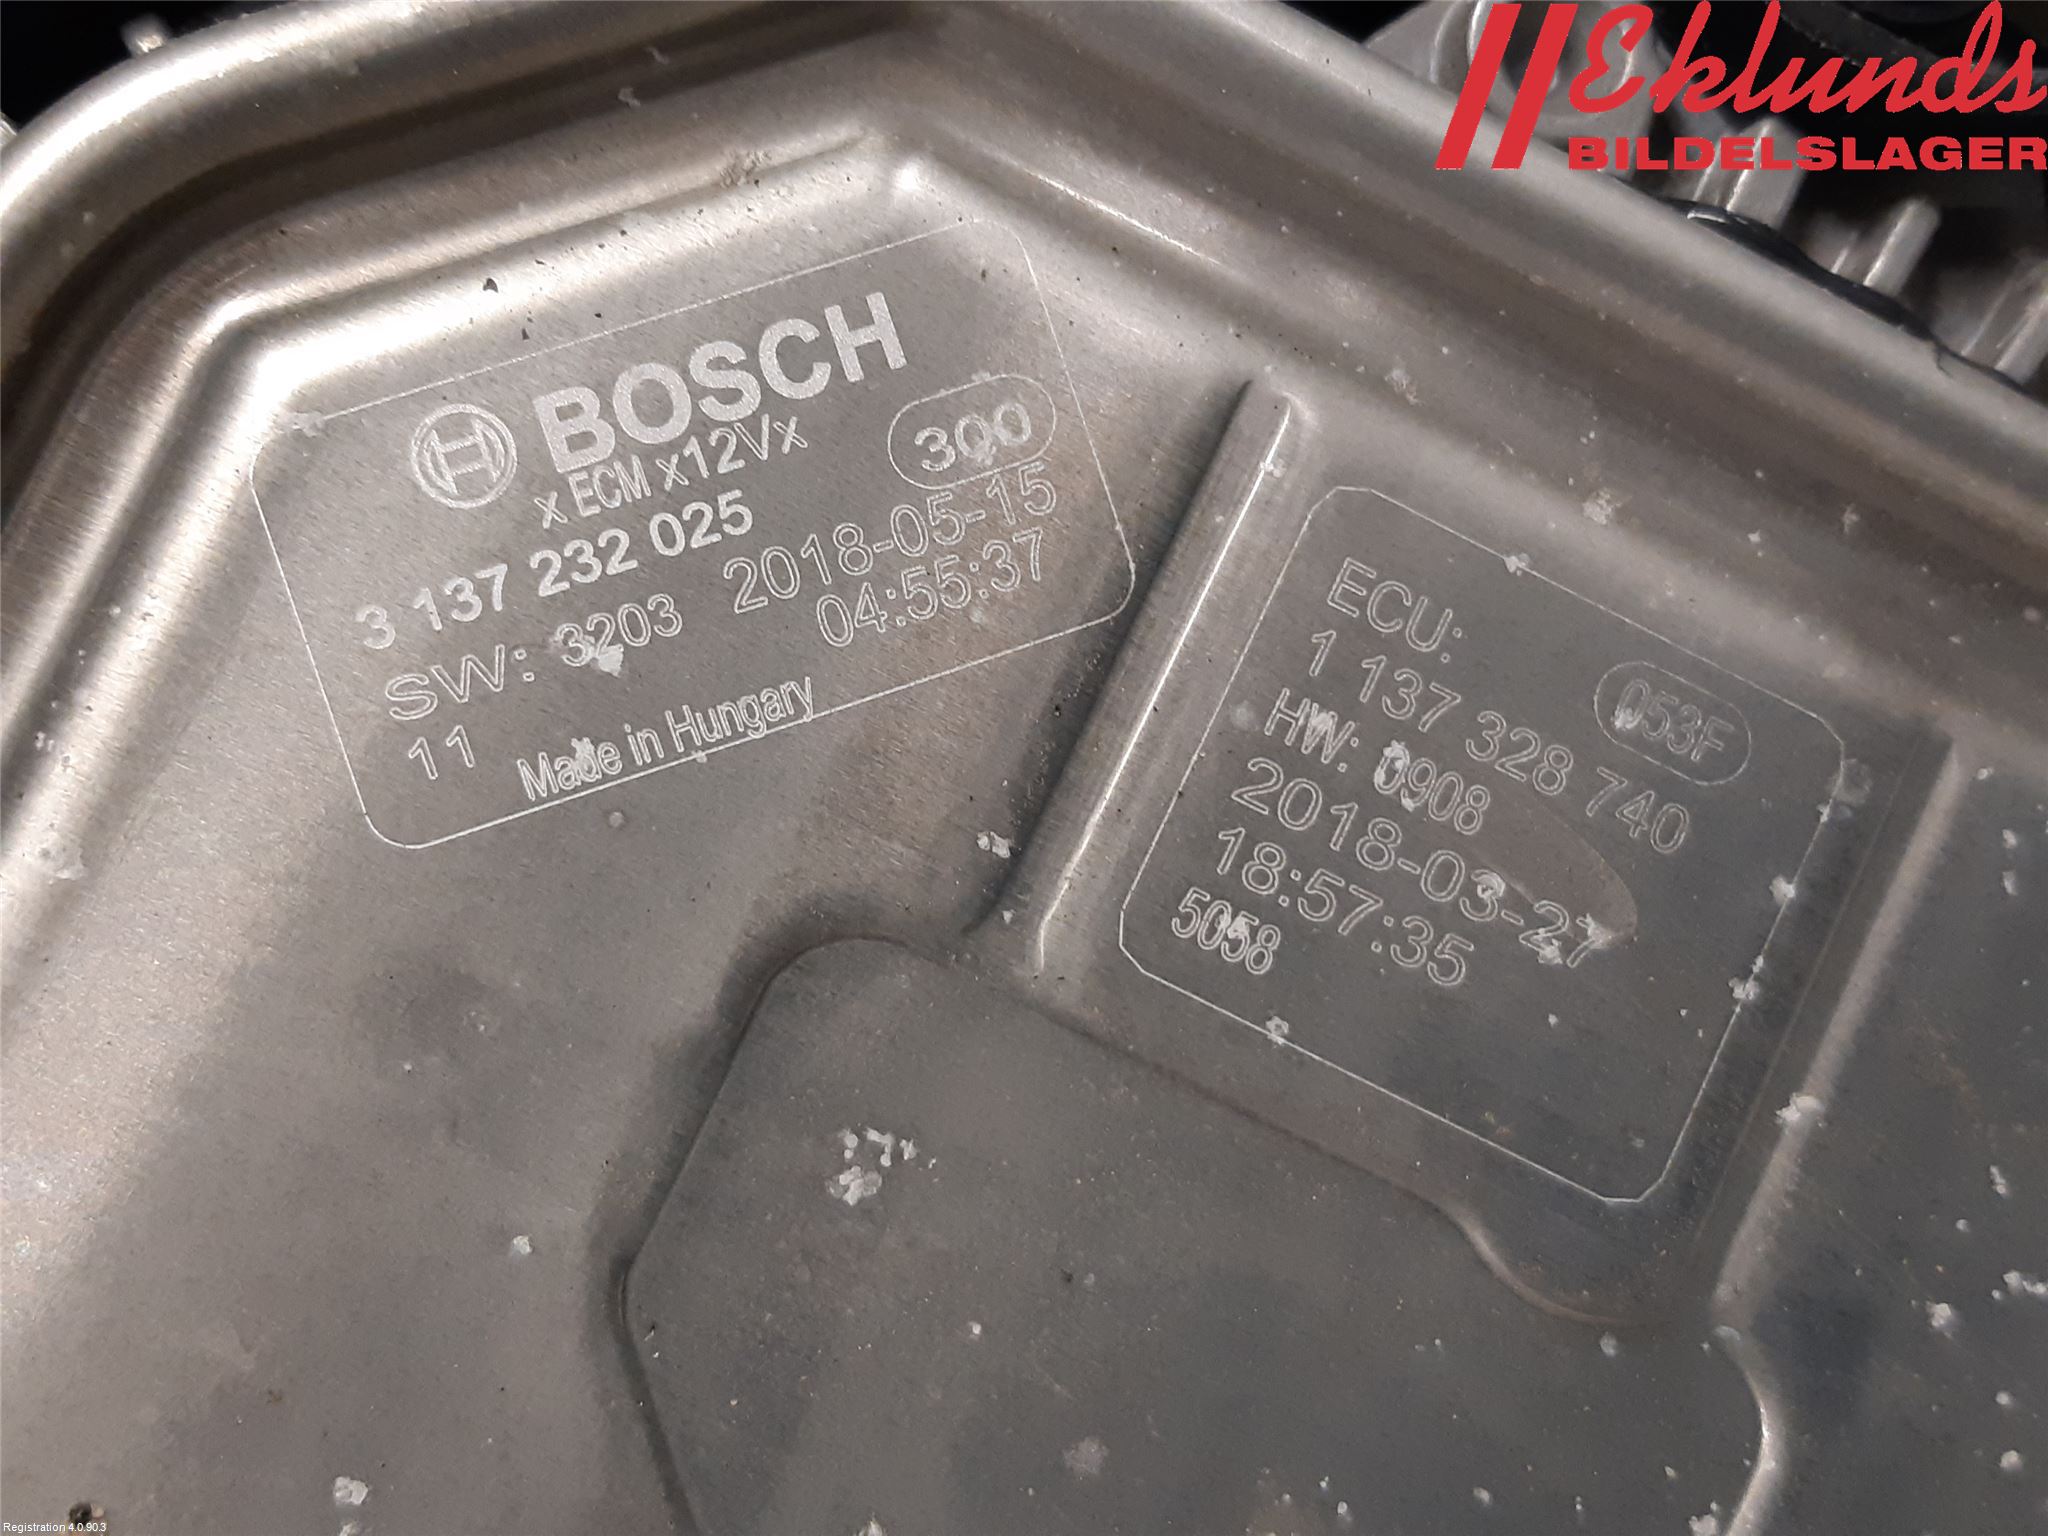 Eklunds
BILDELSLAGER
BOSCH
x ECM x12Vx
300
3 137 232 025
SW: 3203 2018-05-15
04:55:37
11
Made in Hungary
ECU:
053F
1 137 328 740
HW: 0908
2018-03-27
18:57:35
5058
Registration 4.0.90.3